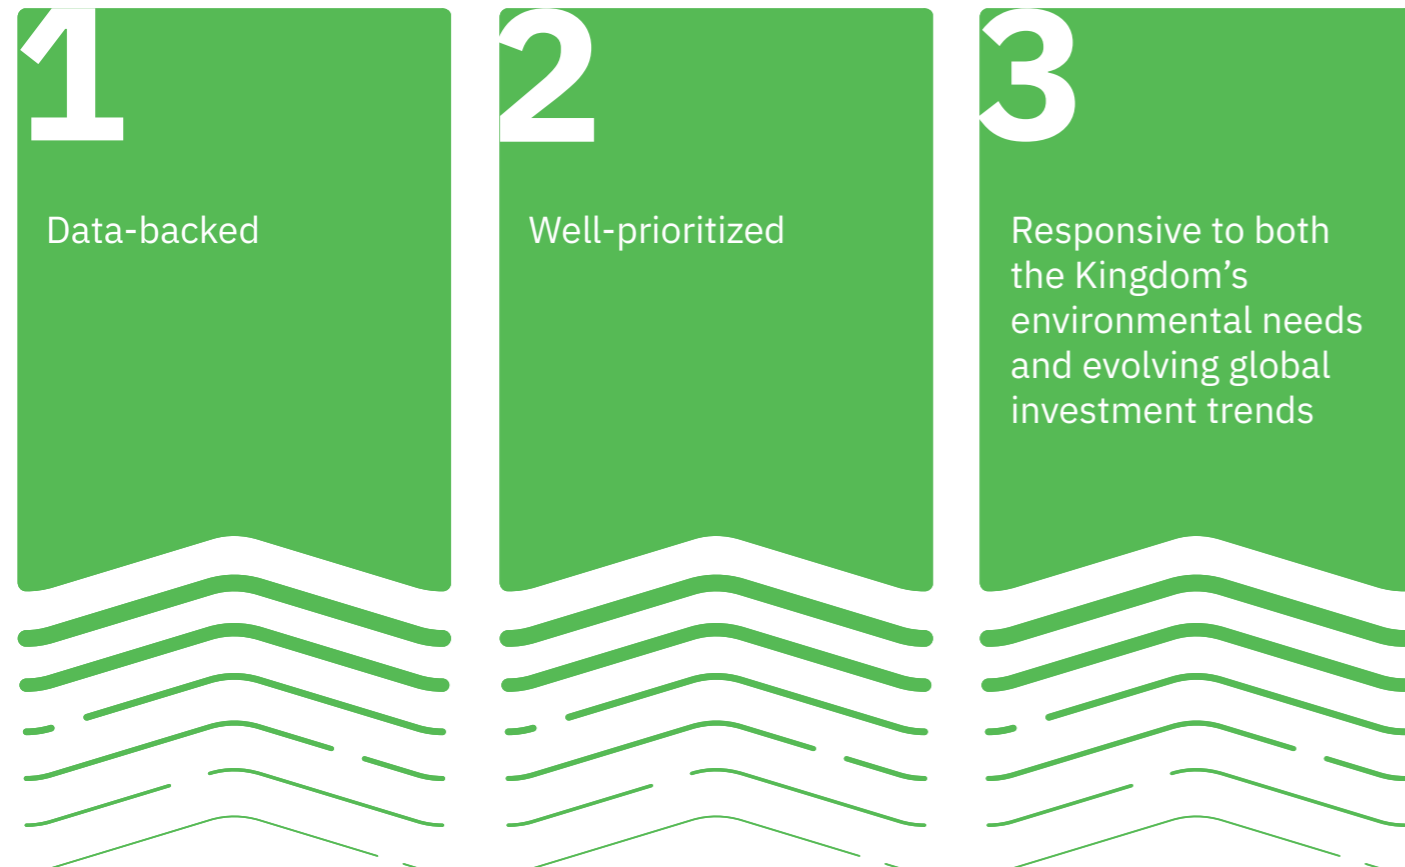 1
Data-backed
2
Well-prioritized
3
Responsive to both
the Kingdom’s
environmental needs
and evolving global
investment trends